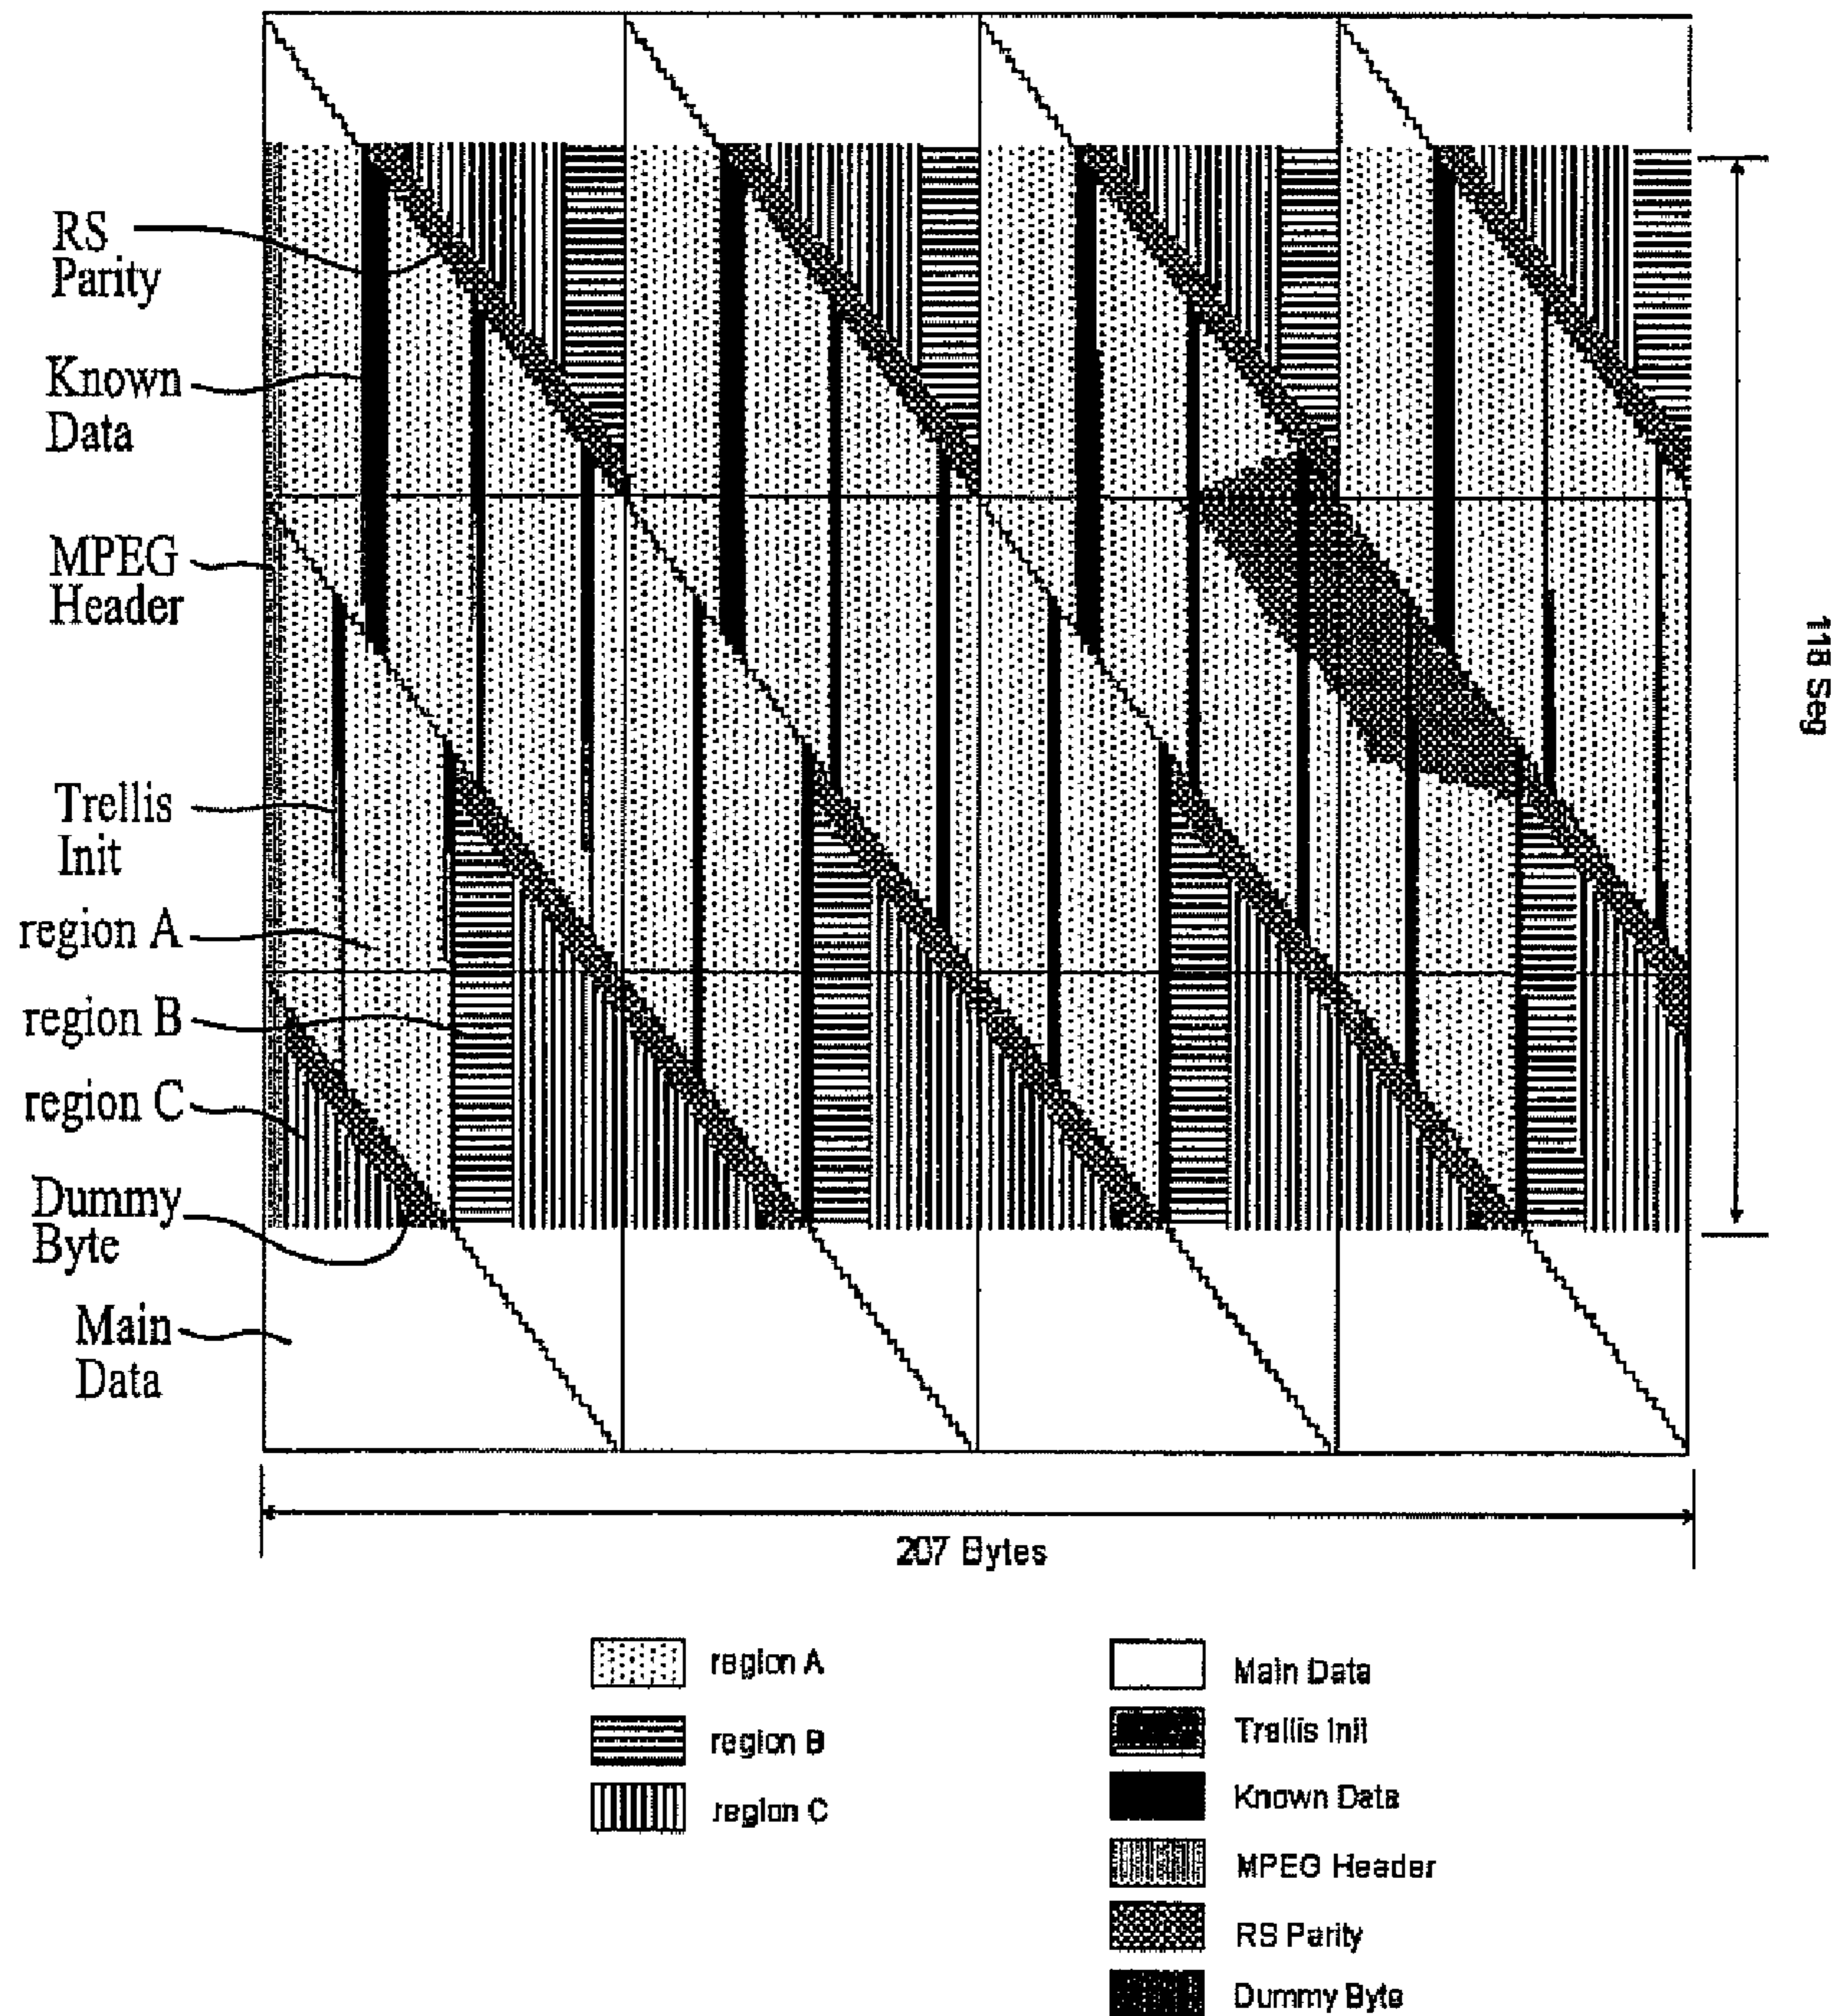 RS
Parity
Known
Data
MPEG
Header
Trellis
Init
region A
region B
region C
Dummy
Byte
Main
Data
118 Seg
207 Bytes
region A
region B
region C
Main Data
Trellis Init
Known Data
MPEG Header
RS Parity
Dummy Byte